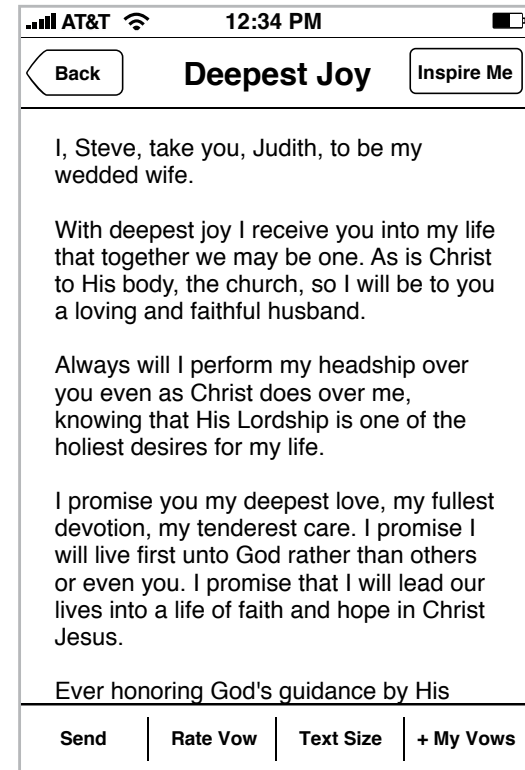 AT&T 12:34 PM
Back Deepest Joy Inspire Me
I, Steve, take you, Judith, to be my
wedded wife.
With deepest joy I receive you into my life
that together we may be one. As is Christ
to His body, the church, so I will be to you
a loving and faithful husband.
Always will I perform my headship over
you even as Christ does over me,
knowing that His Lordship is one of the
holiest desires for my life.
I promise you my deepest love, my fullest
devotion, my tenderest care. I promise I
will live first unto God rather than others
or even you. I promise that I will lead our
lives into a life of faith and hope in Christ
Jesus.
Ever honoring God's guidance by His
Send Rate Vow Text Size + My Vows